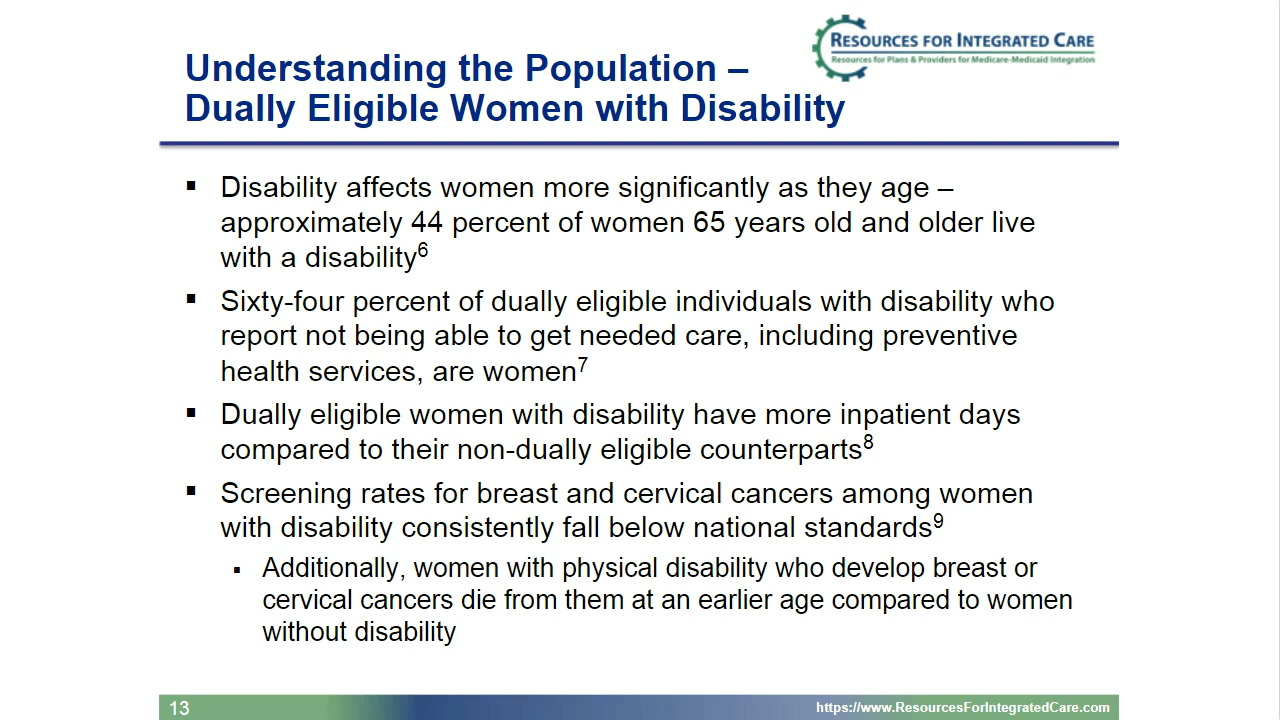 RESOURCES FOR INTEGRATED CARE
Resources for Plans & Providers for Medicare-Medicaid Integration
Understanding the Population –
Dually Eligible Women with Disability
▪ Disability affects women more significantly as they age –
approximately 44 percent of women 65 years old and older live
with a disability6
▪ Sixty-four percent of dually eligible individuals with disability who
report not being able to get needed care, including preventive
health services, are women7
▪ Dually eligible women with disability have more inpatient days
compared to their non-dually eligible counterparts8
▪ Screening rates for breast and cervical cancers among women
with disability consistently fall below national standards9
▪ Additionally, women with physical disability who develop breast or
cervical cancers die from them at an earlier age compared to women
without disability
13
https://www.ResourcesForIntegratedCare.com